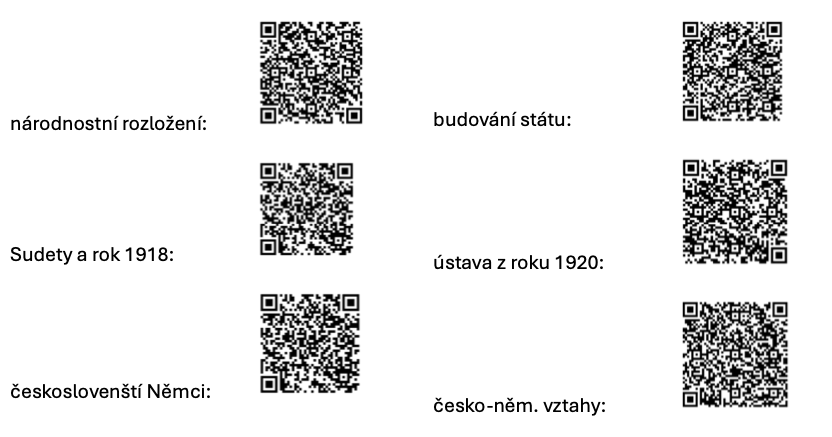 národnostní rozložení:
budování státu:
Sudety a rok 1918:
ústava z roku 1920:
českoslovenští Němci:
česko-něm. vztahy: